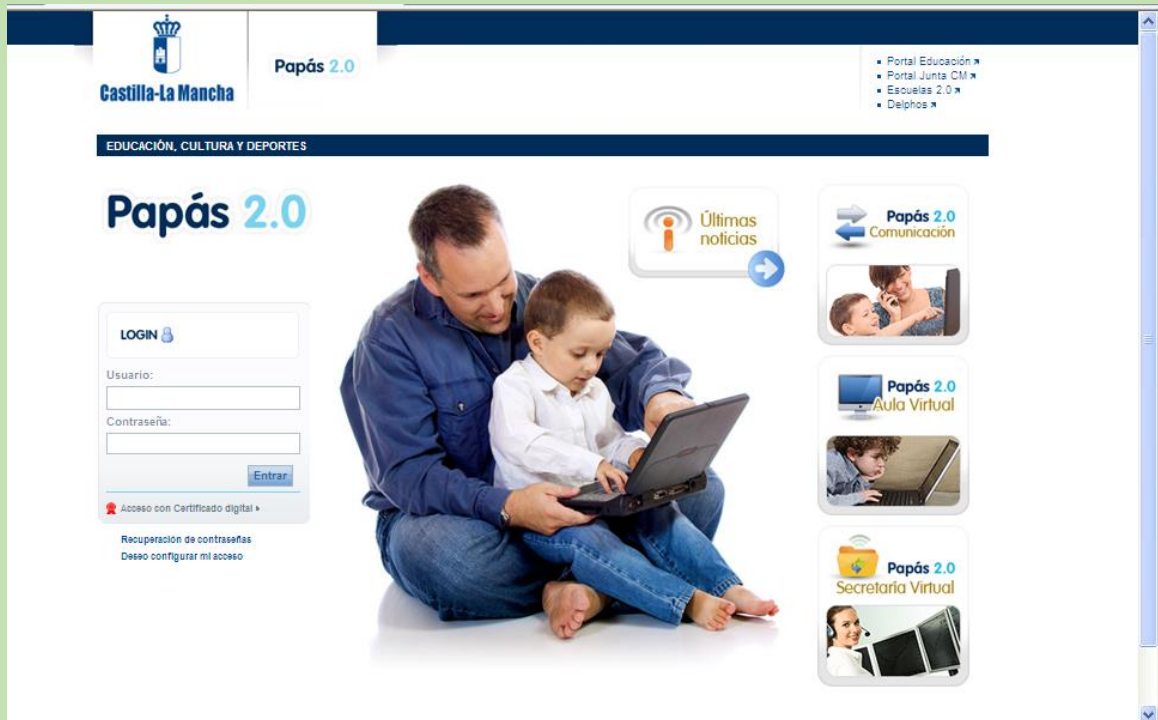 Castilla-La Mancha
Papás 2.0
Portal Educación
Portal Junta CM
Escuelas 2.0
Delphos
EDUCACIÓN, CULTURA Y DEPORTES
Papás 2.0
LOGIN
Usuario:
Contraseña:
Entrar
Acceso con Certificado digital
Recuperación de contraseñas
Deseo configurar mi acceso
Últimas
noticias
Papás 2.0
Comunicación
Papás 2.0
Aula Virtual
Papás 2.0
Secretaría Virtual